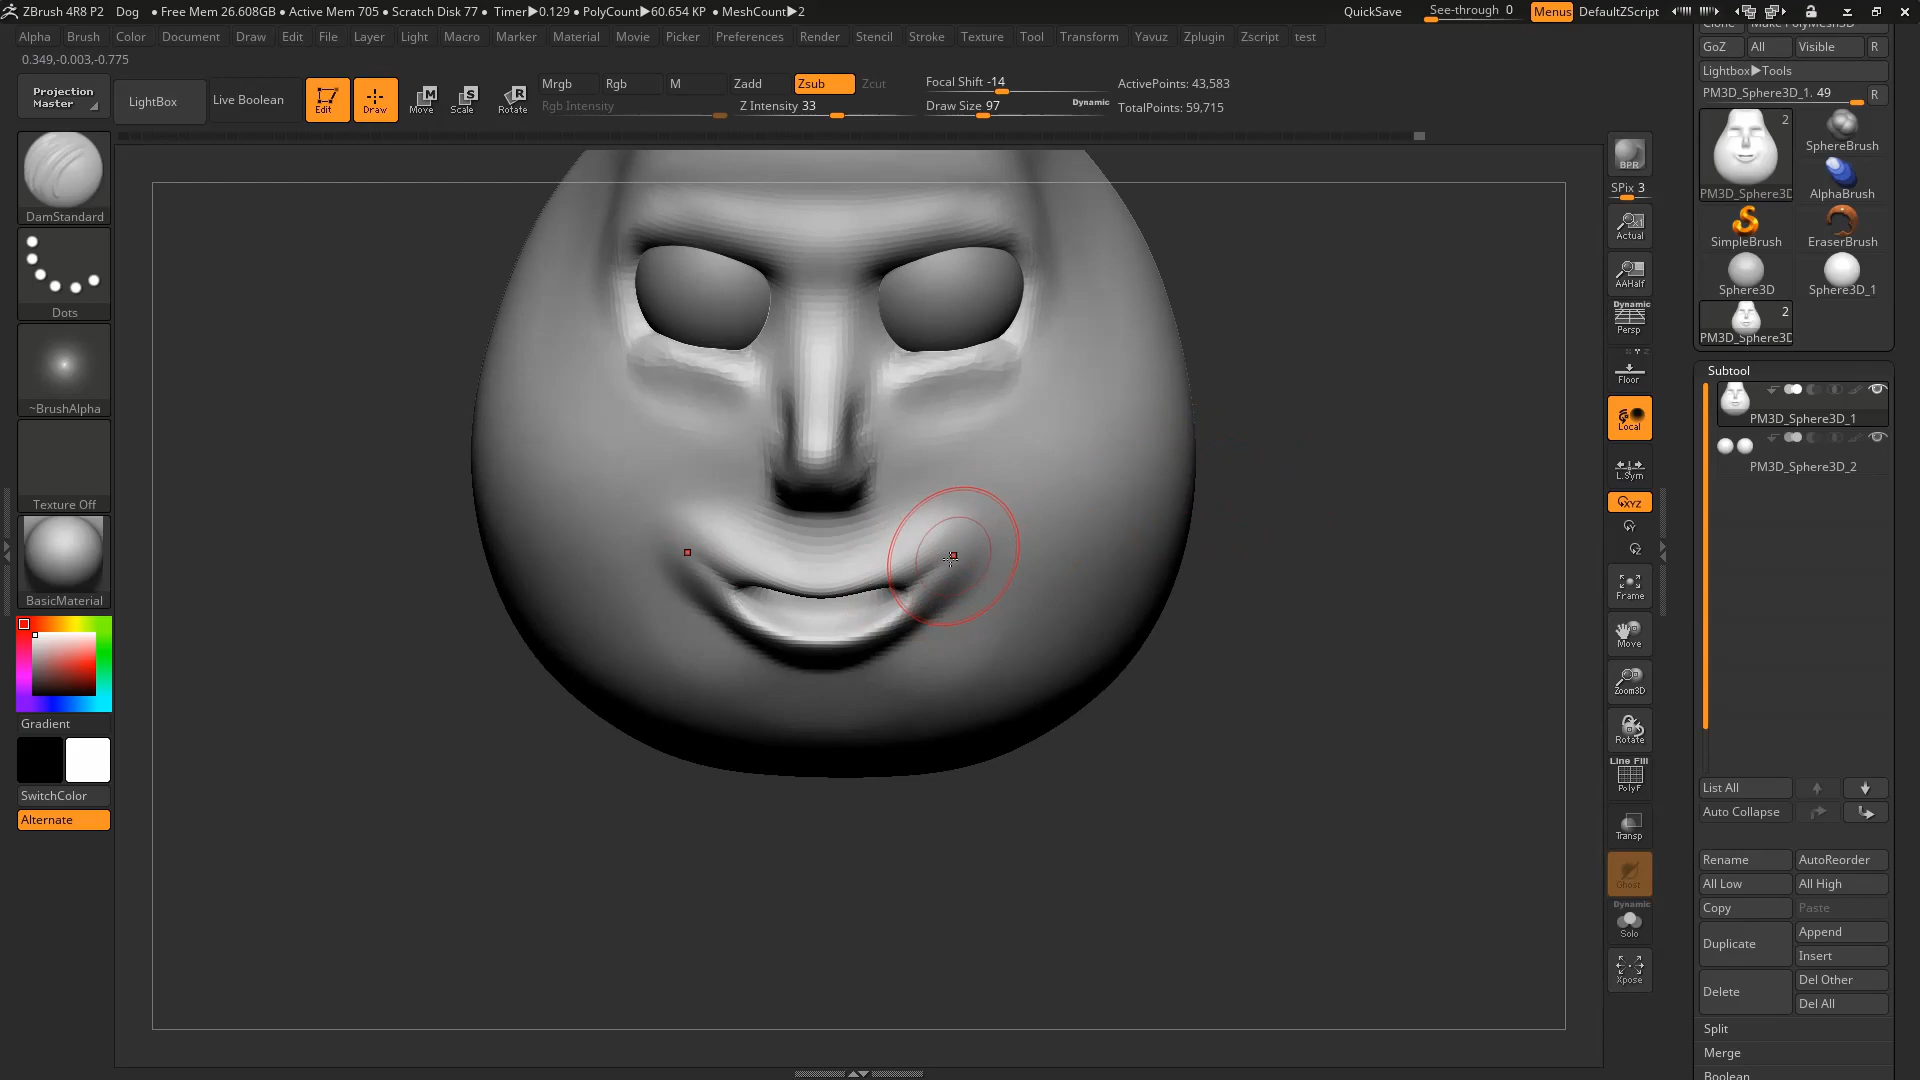 ZBrush 4R8 P2 Dog • Free Mem 26.608GB • Active Mem 705 • Scratch Disk 77 • Timer▶0.129 • PolyCount▶60.654 KP • MeshCount▶2 QuickSave See-through 0 Menus DefaultZScript
Alpha Brush Color Document Draw Edit File Layer Light Macro Marker Material Movie Picker Preferences Render Stencil Stroke Texture Tool Transform Yavuz Zplugin Zscript test
0.349,-0.003,-0.775
Projection Master
LightBox
Live Boolean
Edit
Draw
Move
Scale
Rotate
Mrgb Rgb M Zadd Zsub Zcut
Rgb Intensity Z Intensity 33
Focal Shift -14
Draw Size 97 Dynamic
ActivePoints: 43,583
TotalPoints: 59,715
DamStandard
Dots
~BrushAlpha
Texture Off
BasicMaterial
Gradient
SwitchColor
Alternate
BPR
SPix 3
Actual
AAHalf
Dynamic
Persp
Floor
Local
L.Sym
XYZ
Y
Z
Frame
Move
Zoom3D
Rotate
Line Fill
PolyF
Transp
Ghost
Dynamic
Solo
Xpose
GoZ All Visible R
Lightbox▶Tools
PM3D_Sphere3D_1. 49 R
2
PM3D_Sphere3D
SphereBrush
AlphaBrush
SimpleBrush EraserBrush
Sphere3D Sphere3D_1
2
PM3D_Sphere3D
Subtool
PM3D_Sphere3D_1
PM3D_Sphere3D_2
List All
Auto Collapse
Rename AutoReorder
All Low All High
Copy Paste
Duplicate Append
Insert
Delete Del Other
Del All
Split
Merge
Boolean